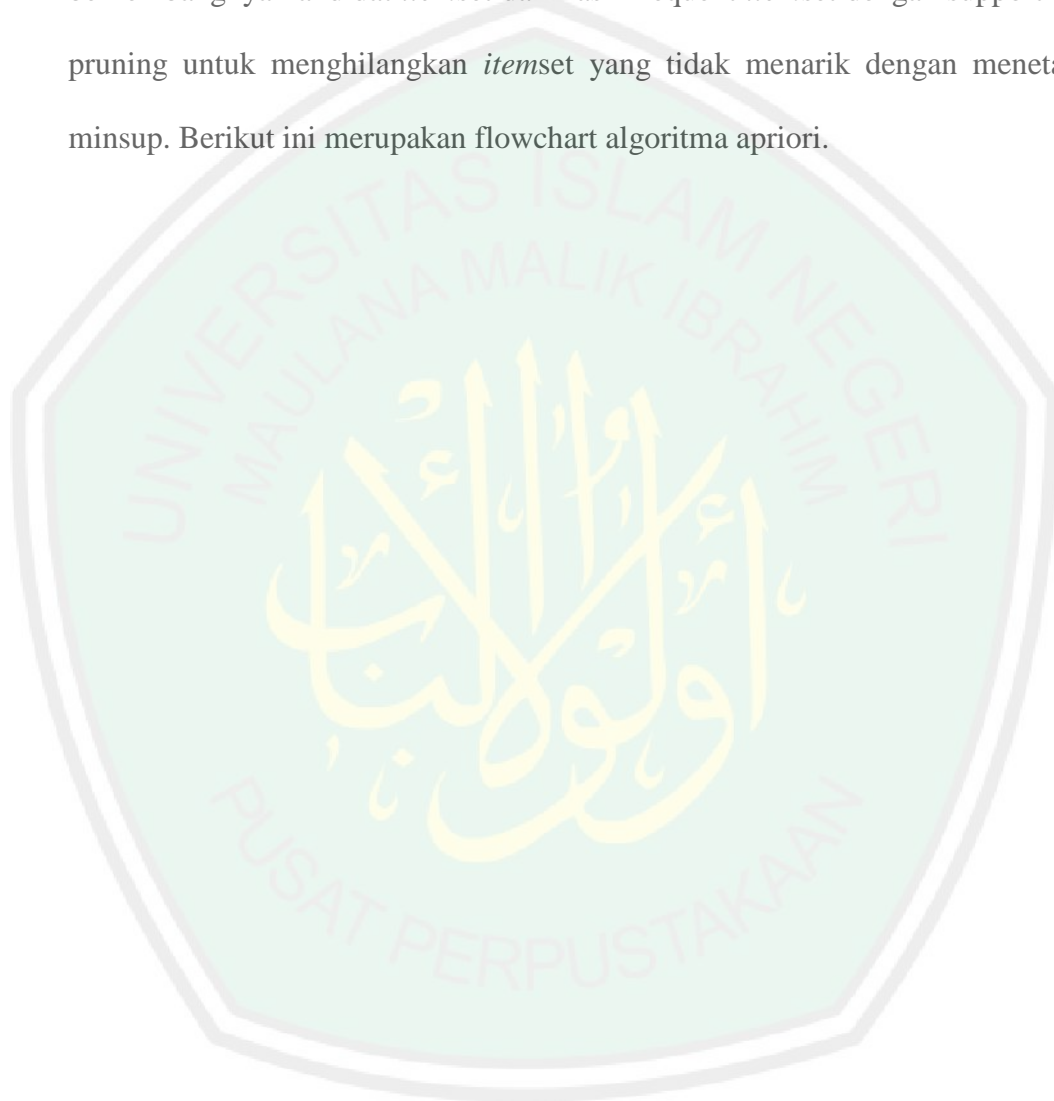 pruning untuk menghilangkan itemset yang tidak menarik dengan
minsup. Berikut ini merupakan flowchart algoritma apriori.
UNIVERSITAS ISLAM NEGERI
MAULANA MALIK IBRAHIM
أولوا الألباب
PUSAT PERPUSTAKAAN